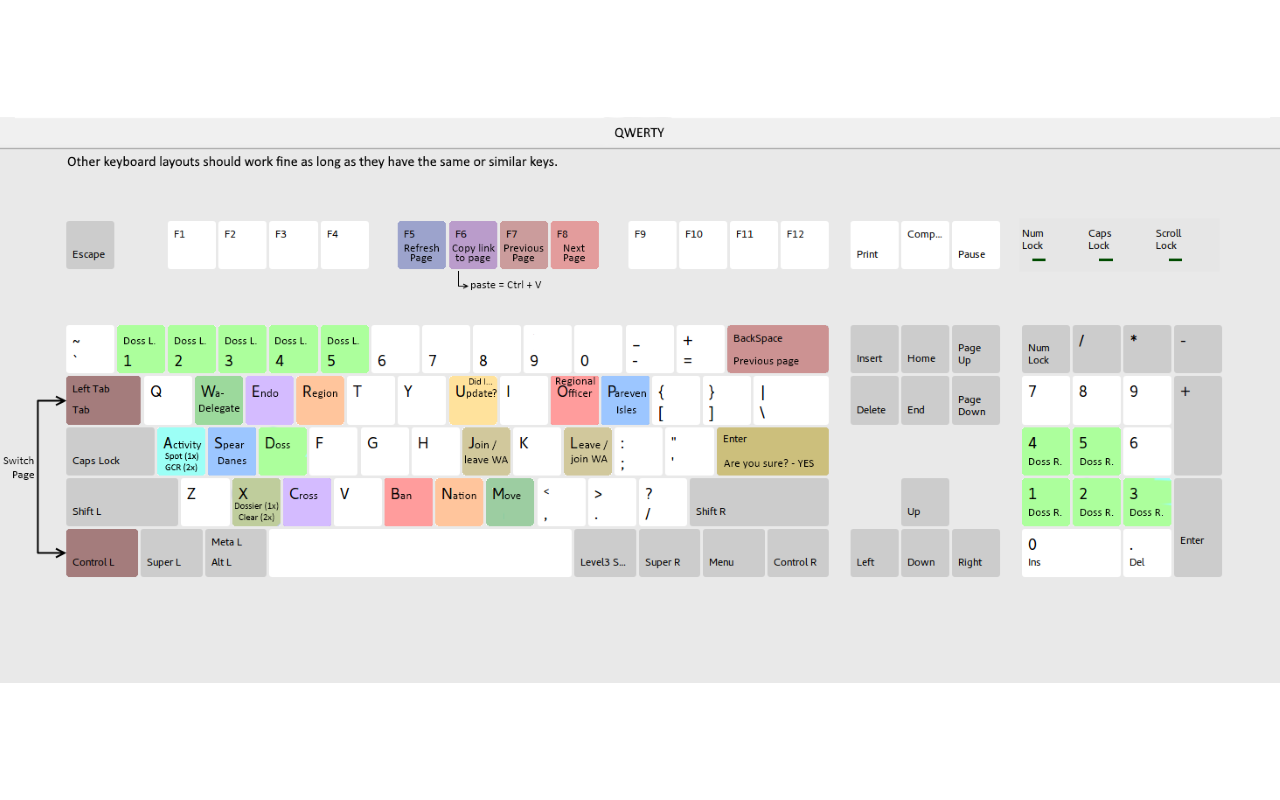 QWERTY
Other keyboard layouts should work fine as long as they have the same or similar keys.
Escape
F1
F2
F3
F4
F5
Refresh
Page
F6
Copy link
to page
F7
Previous
Page
F8
Next
Page
F9
F10
F11
F12
Print
Comp...
Pause
Num
Lock
Caps
Lock
Scroll
Lock
paste = Ctrl + V
~
`
Doss L.
1
Doss L.
2
Doss L.
3
Doss L.
4
Doss L.
5
6
7
8
9
0
_
-
+
=
BackSpace
Previous page
Insert
Home
Page
Up
Num
Lock
/
*
-
Left Tab
Tab
Q
Wa-
Delegate
Endo
Region
T
Y
Did I...
Update?
I
Regional
Officer
Pareven
Isles
{
[
}
]
|
\
Delete
End
Page
Down
7
8
9
+
Switch
Page
Caps Lock
Activity
Spot (1x)
GCR (2x)
Spear
Danes
Doss
F
G
H
Join /
leave WA
K
Leave /
join WA
:
;
"
'
Enter
Are you sure? - YES
4
Doss R.
5
Doss R.
6
Shift L
Z
X
Dossier (1x)
Clear (2x)
Cross
V
Ban
Nation
Move
<
,
>
.
?
/
Shift R
Up
1
Doss R.
2
Doss R.
3
Doss R.
Enter
Control L
Super L
Meta L
Alt L
Level3 S...
Super R
Menu
Control R
Left
Down
Right
0
Ins
.
Del